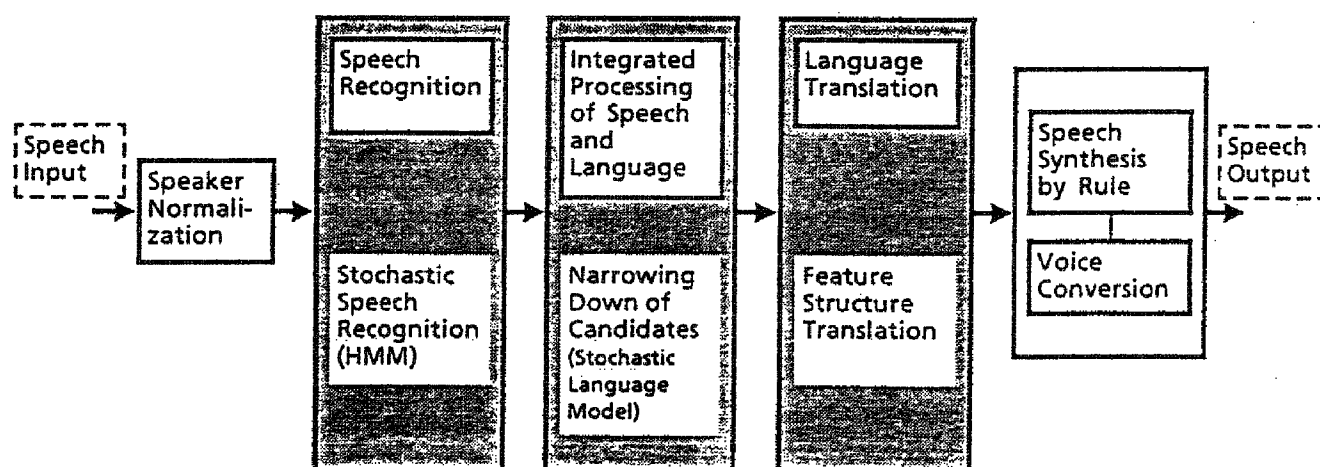 Speech
Input
Speaker
Normali-
zation
Speech
Recognition
Stochastic
Speech
Recognition
(HMM)
Integrated
Processing
of Speech
and
Language
Narrowing
Down of
Candidates
(Stochastic
Language
Model)
Language
Translation
Feature
Structure
Translation
Speech
Synthesis
by Rule
Voice
Conversion
Speech
Output